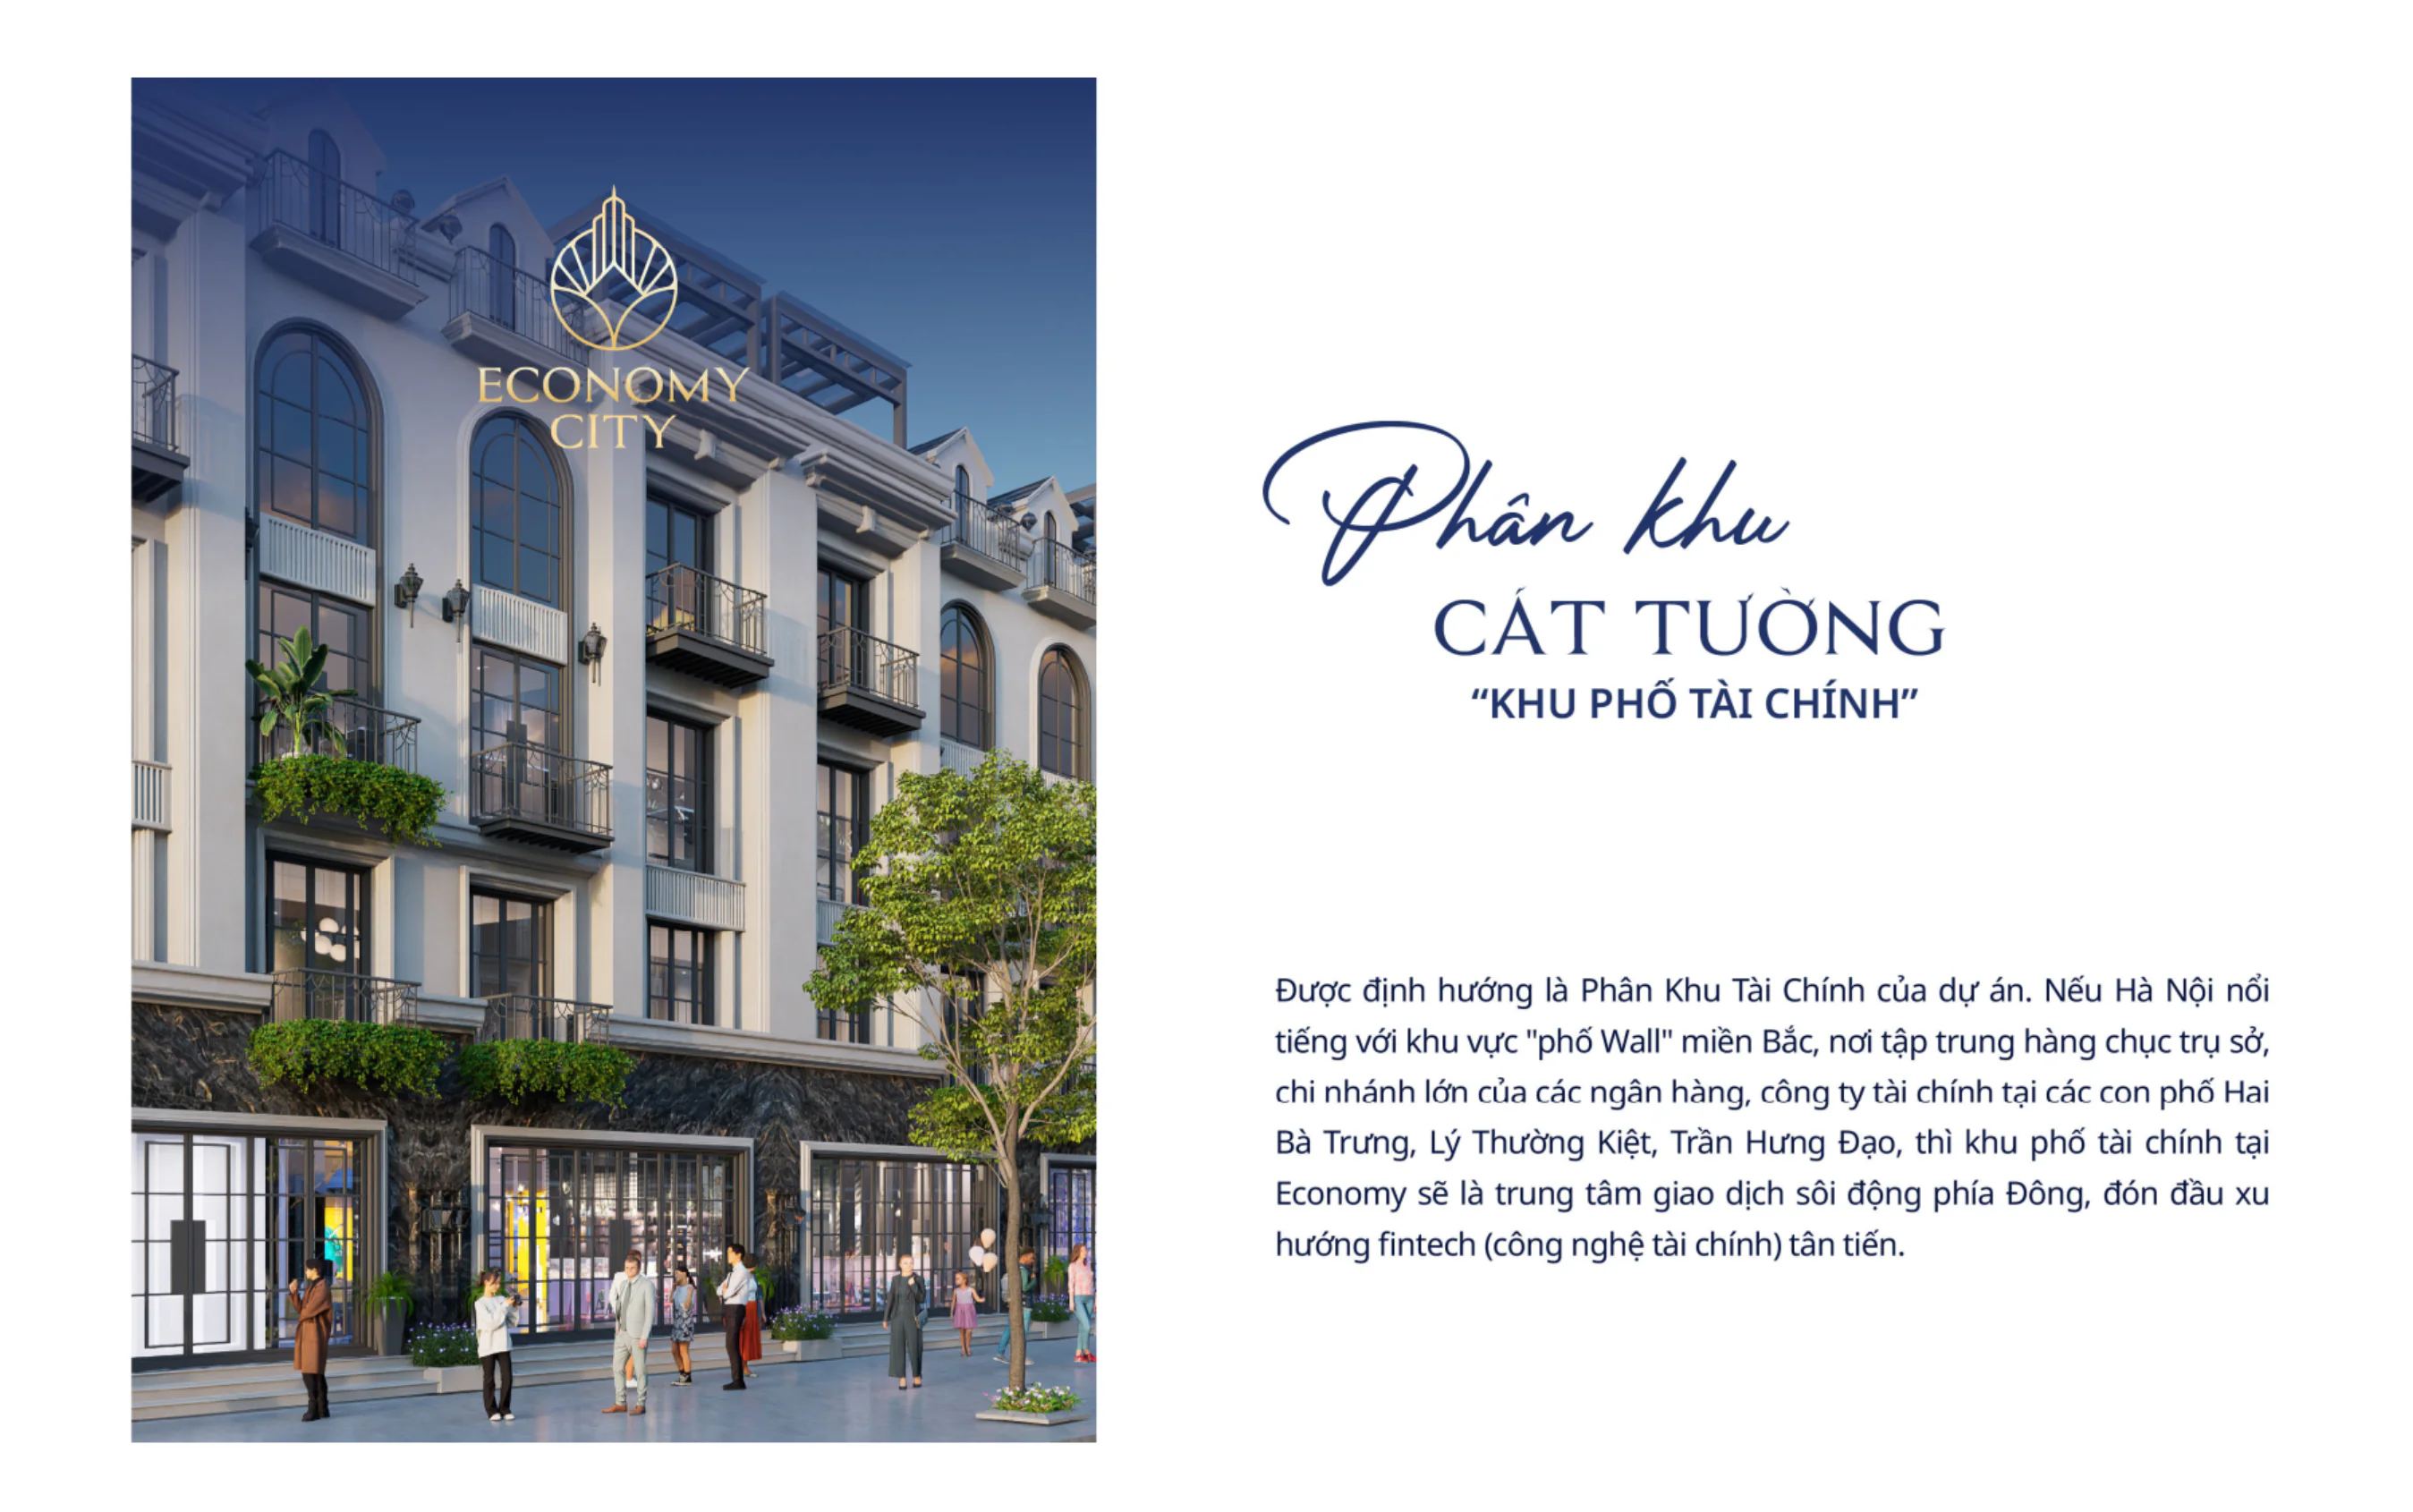 ECONOMY
CITY
Phân khu
CÁT TƯỜNG
“KHU PHỐ TÀI CHÍNH”
Được định hướng là Phân Khu Tài Chính của dự án. Nếu Hà Nội nổi
tiếng với khu vực "phố Wall" miền Bắc, nơi tập trung hàng chục trụ sở,
chi nhánh lớn của các ngân hàng, công ty tài chính tại các con phố Hai
Bà Trưng, Lý Thường Kiệt, Trần Hưng Đạo, thì khu phố tài chính tại
Economy sẽ là trung tâm giao dịch sôi động phía Đông, đón đầu xu
hướng fintech (công nghệ tài chính) tân tiến.